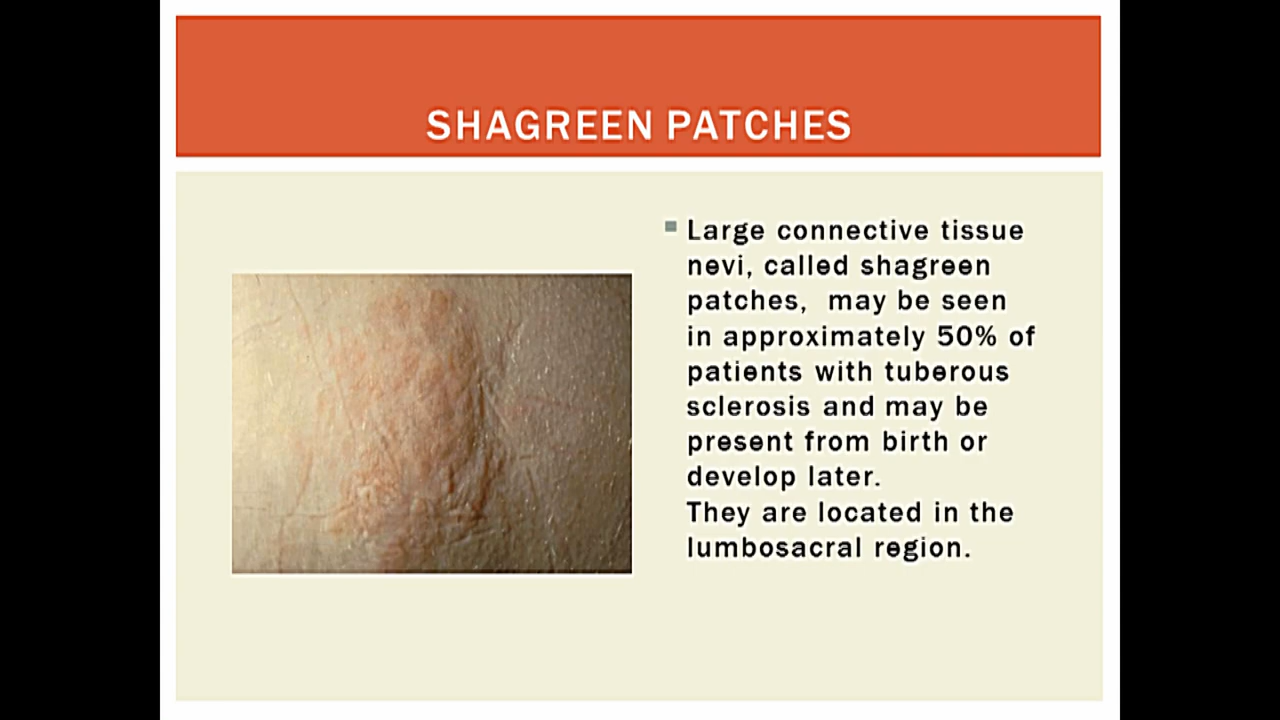 SHAGREEN PATCHES
Large connective tissue
nevi, called shagreen
patches,  may be seen
in approximately 50% of
patients with tuberous
sclerosis and may be
present from birth or
develop later.
They are located in the
lumbosacral region.